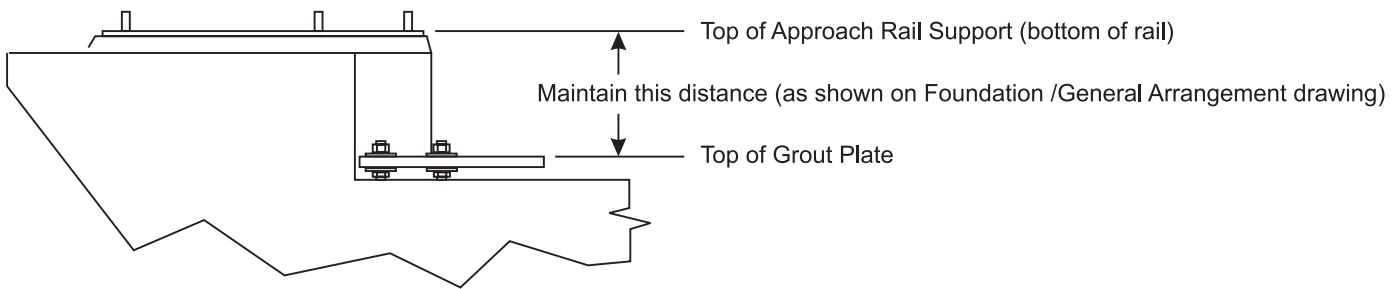 Top of Approach Rail Support (bottom of rail)
Maintain this distance (as shown on Foundation /General Arrangement drawing)
Top of Grout Plate